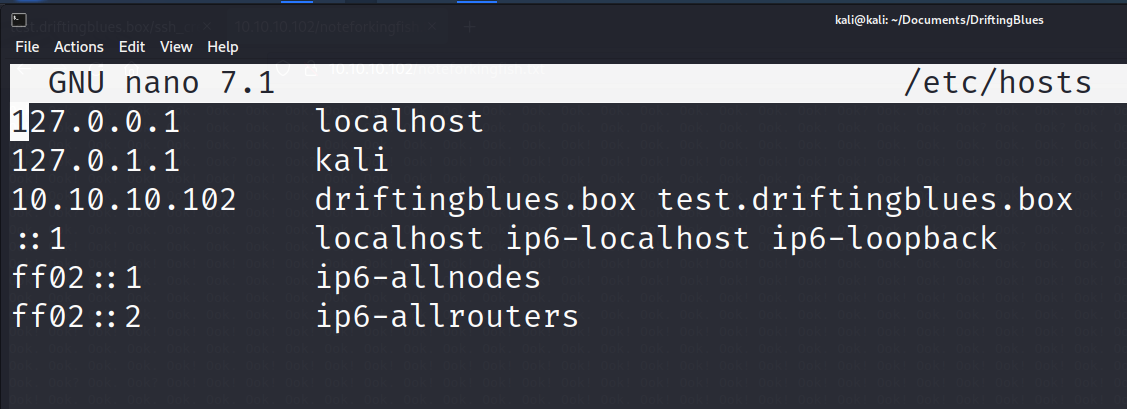 kali@kali: ~/Documents/DriftingBlues
File Actions Edit View Help
GNU nano 7.1 /etc/hosts
127.0.0.1 localhost
127.0.1.1 kali
10.10.10.102 driftingblues.box test.driftingblues.box
::1 localhost ip6-localhost ip6-loopback
ff02::1 ip6-allnodes
ff02::2 ip6-allrouters